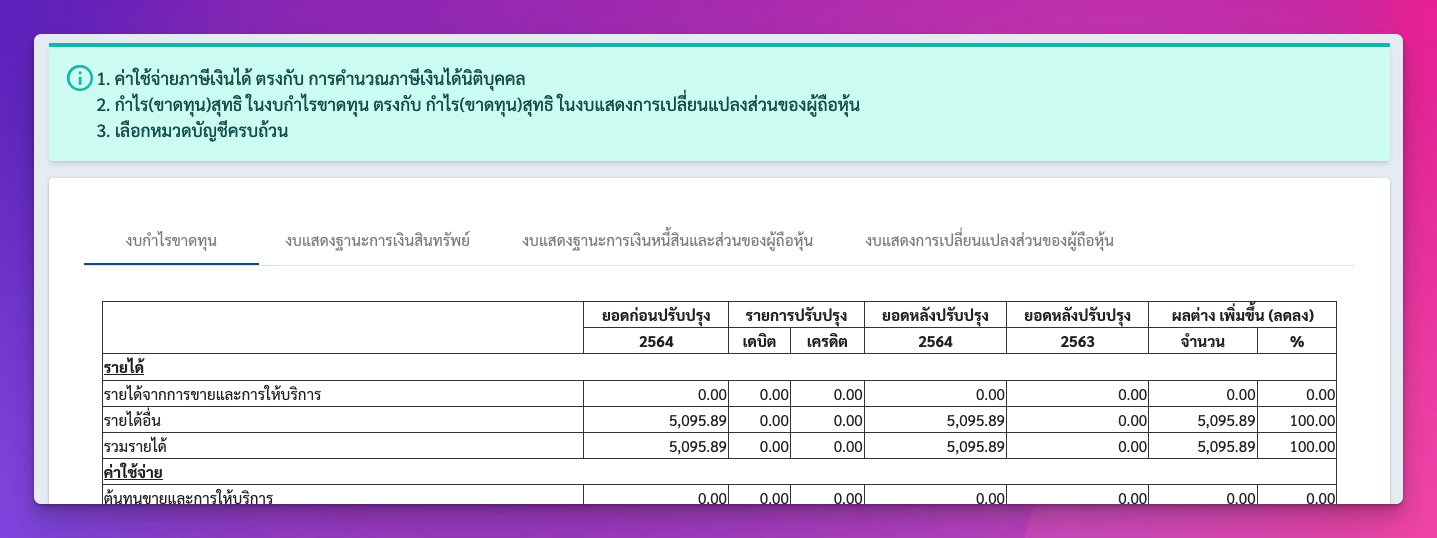 1. ค่าใช้จ่ายภาษีเงินได้ ตรงกับ การคำนวณภาษีเงินได้นิติบุคคล
2. กำไร(ขาดทุน)สุทธิ ในงบกำไรขาดทุน ตรงกับ กำไร(ขาดทุน)สุทธิ ในงบแสดงการเปลี่ยนแปลงส่วนของผู้ถือหุ้น
3. เลือกหมวดบัญชีครบถ้วน
งบกำไรขาดทุน งบแสดงฐานะการเงินสินทรัพย์ งบแสดงฐานะการเงินหนี้สินและส่วนของผู้ถือหุ้น งบแสดงการเปลี่ยนแปลงส่วนของผู้ถือหุ้น
ยอดก่อนปรับปรุง รายการปรับปรุง ยอดหลังปรับปรุง ยอดหลังปรับปรุง ผลต่าง เพิ่มขึ้น (ลดลง)
2564 เดบิต เครดิต 2564 2563 จำนวน %
รายได้
รายได้จากการขายและการให้บริการ 0.00 0.00 0.00 0.00 0.00 0.00 0.00
รายได้อื่น 5,095.89 0.00 0.00 5,095.89 0.00 5,095.89 100.00
รวมรายได้ 5,095.89 0.00 0.00 5,095.89 0.00 5,095.89 100.00
ค่าใช้จ่าย
ต้นทุนขายและการให้บริการ 0.00 0.00 0.00 0.00 0.00 0.00 0.00